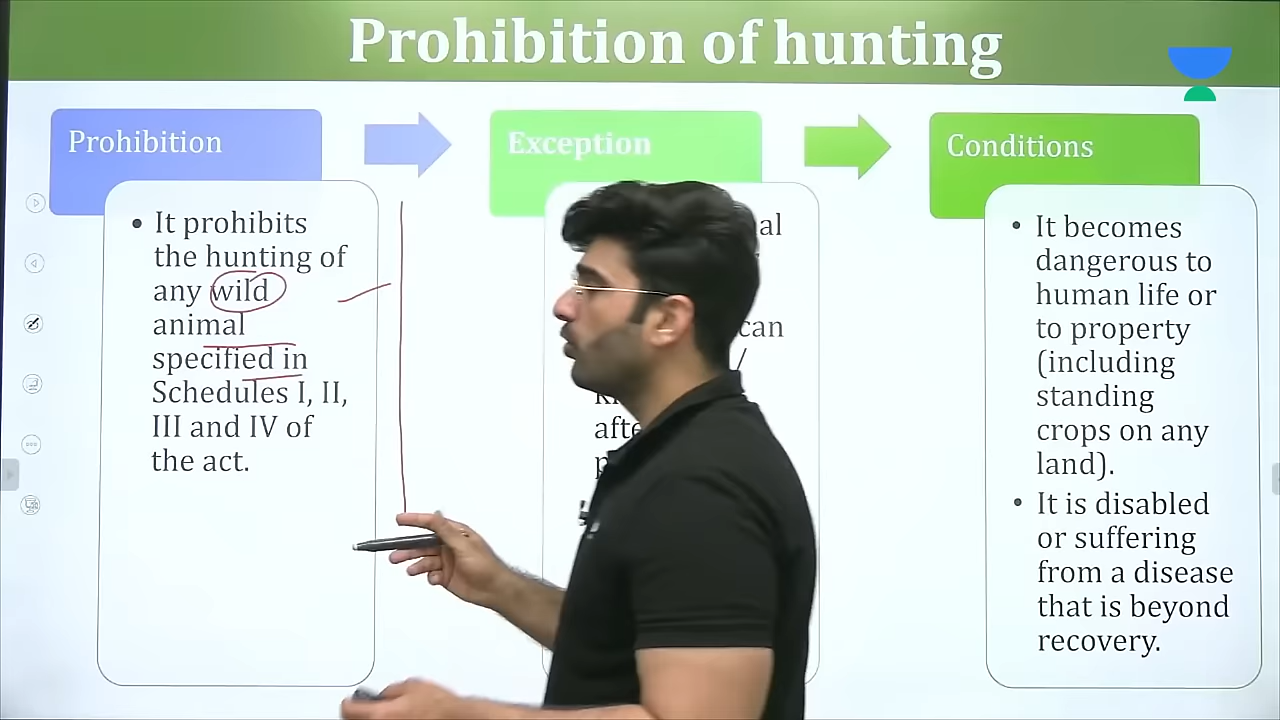 Prohibition of hunting
Prohibition
• It prohibits
the hunting of
any wild
animal
specified in
Schedules I, II,
III and IV of
the act.
Exception
can
Conditions
• It becomes
dangerous to
human life or
to property
(including
standing
crops on any
land).
• It is disabled
or suffering
from a disease
that is beyond
recovery.